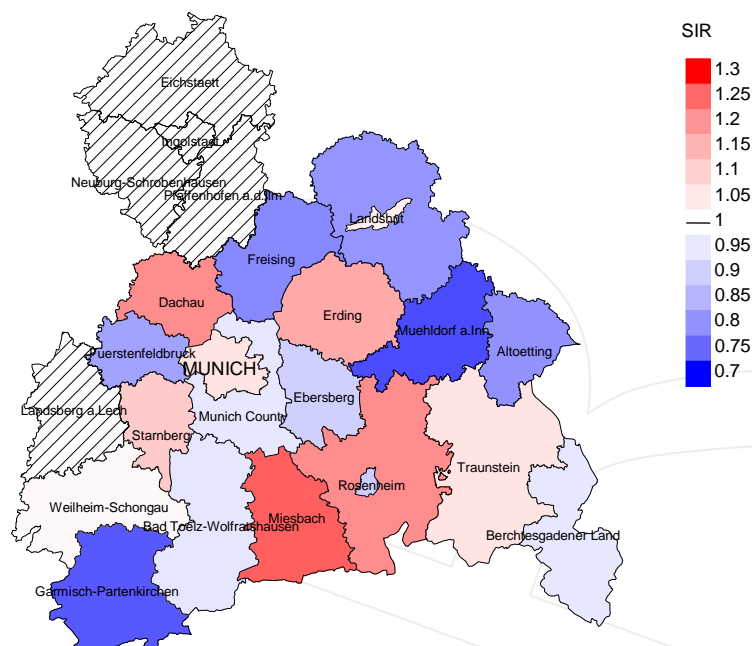 SIR
1.3
1.25
1.2
1.15
1.1
1.05
1
0.95
0.9
0.85
0.8
0.75
0.7
Eichstaett
Ingolstadt
Neuburg-Schrobenhausen
Pfaffenhofen a.d.Ilm
Landshut
Freising
Dachau
Erding
Muehldorf a.Inn
Altoetting
Fuerstenfeldbruck
MUNICH
Ebersberg
Landsberg a.Lech
Munich County
Starnberg
Traunstein
Rosenheim
Weilheim-Schongau
Miesbach
Bad Toelz-Wolfratshausen
Berchtesgadener Land
Garmisch-Partenkirchen